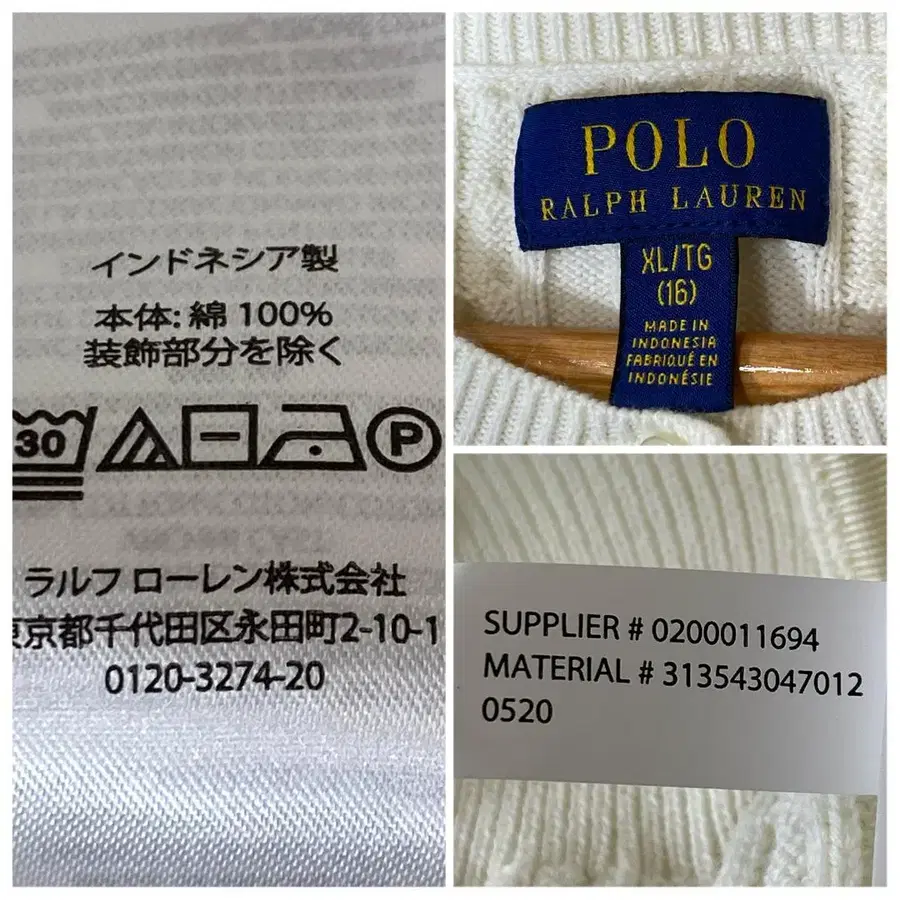 インドネシア製
本体: 綿 100%
装飾部分を除く
30
P
ラルフ ローレン株式会社
東京都千代田区永田町2-10-1
0120-3274-20
POLO
RALPH LAUREN
XL/TG
(16)
MADE IN
INDONESIA
FABRIQUÉ EN
INDONÉSIE
SUPPLIER # 0200011694
MATERIAL # 313543047012
0520